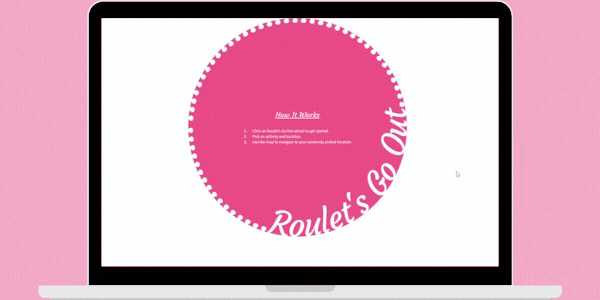 How It Works
1. Click on Roulet's Go Out wheel to get started.
2. Pick an activity and location.
3. Use the map to navigate to your randomly picked location.
Roulet's Go Out